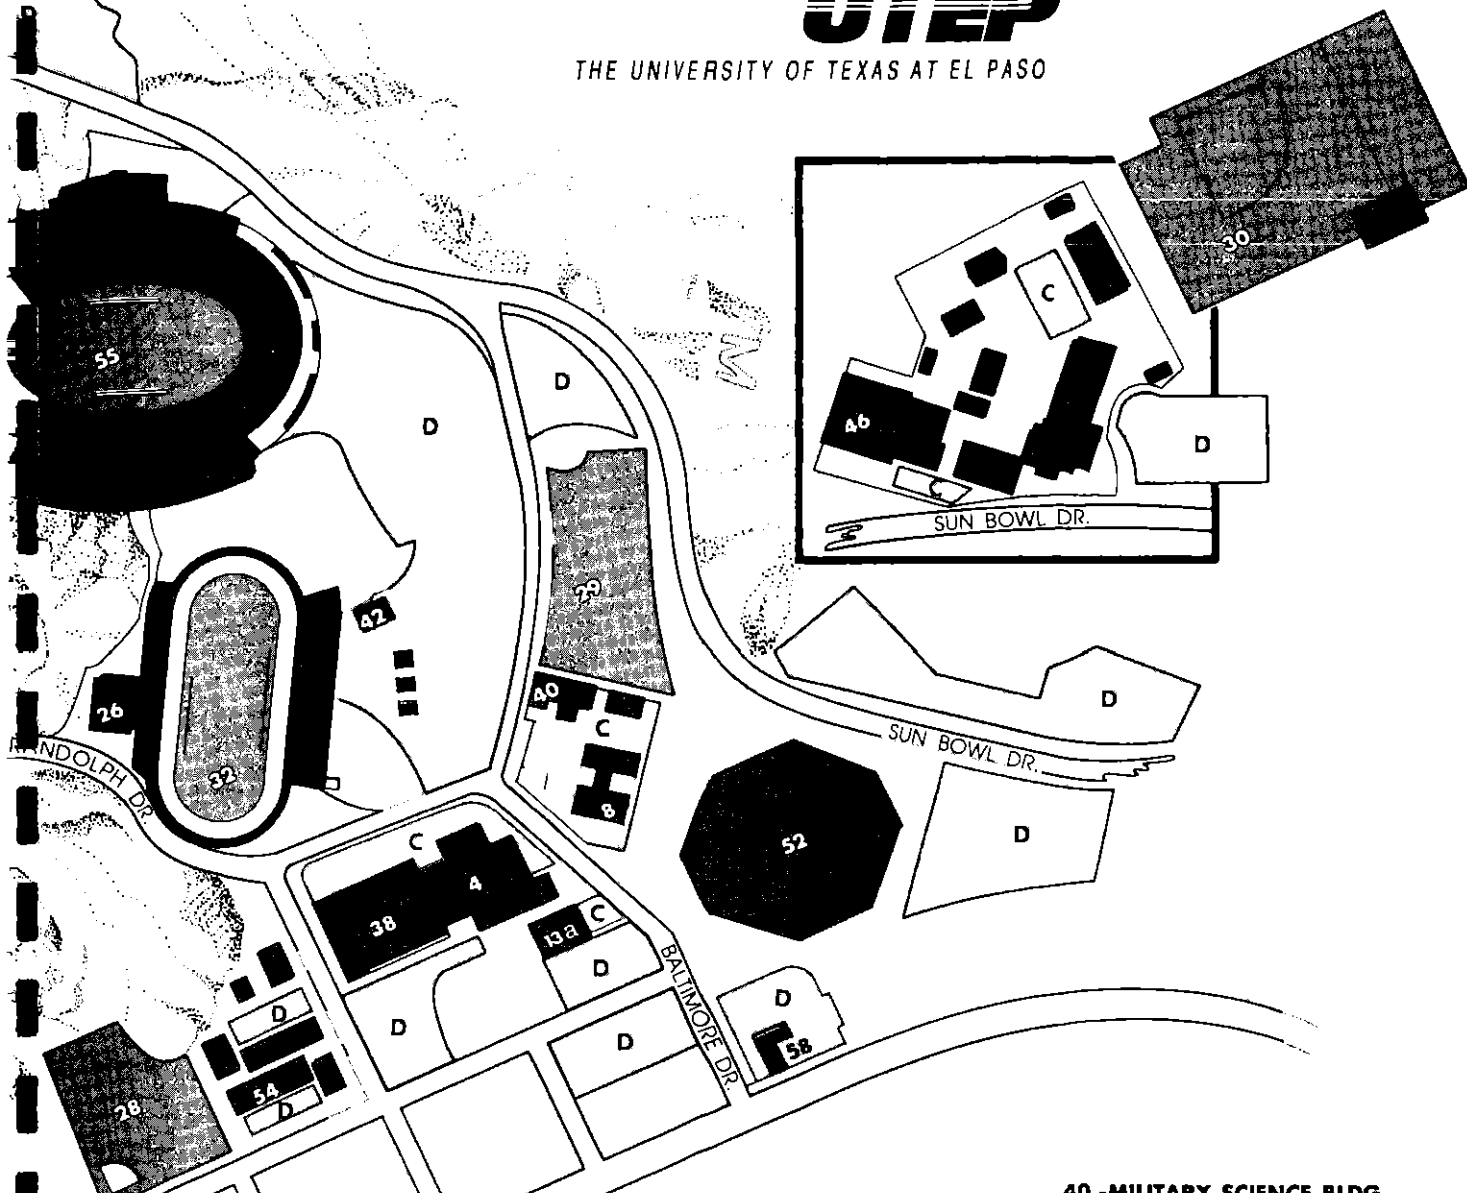 D
UTEP
THE UNIVERSITY OF TEXAS AT EL PASO
30
C
55
D
D
M
46
D
C
SUN BOWL DR.
29
42
40
26
C
D
SUN BOWL DR.
RANDOLPH DR.
32
8
C
52
D
4
38
13a
C
D
BALTIMORE DR.
D
D
D
D
58
54
D
28
40-MILITARY SCIENCE BLDG.